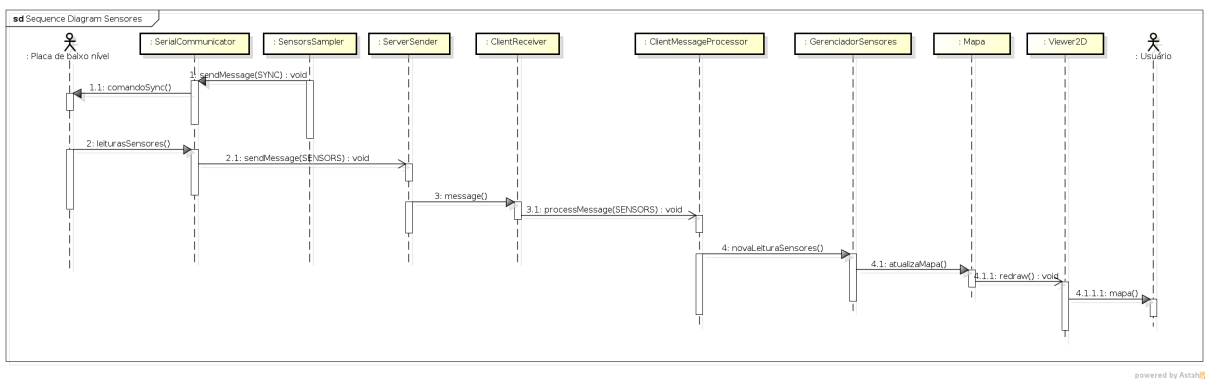 sd Sequence Diagram Sensores
: Placa de baixo nível
: SerialCommunicator
: SensorsSampler
: ServerSender
: ClientReceiver
: ClientMessageProcessor
: GerenciadorSensores
: Mapa
: Viewer2D
: Usuário
1: sendMessage(SYNC) : void
1.1: comandoSync()
2: leiturasSensores()
2.1: sendMessage(SENSORS) : void
3: message()
3.1: processMessage(SENSORS) : void
4: novaLeituraSensores()
4.1: atualizaMapa()
4.1.1: redraw() : void
4.1.1.1: mapa()
powered by Astah